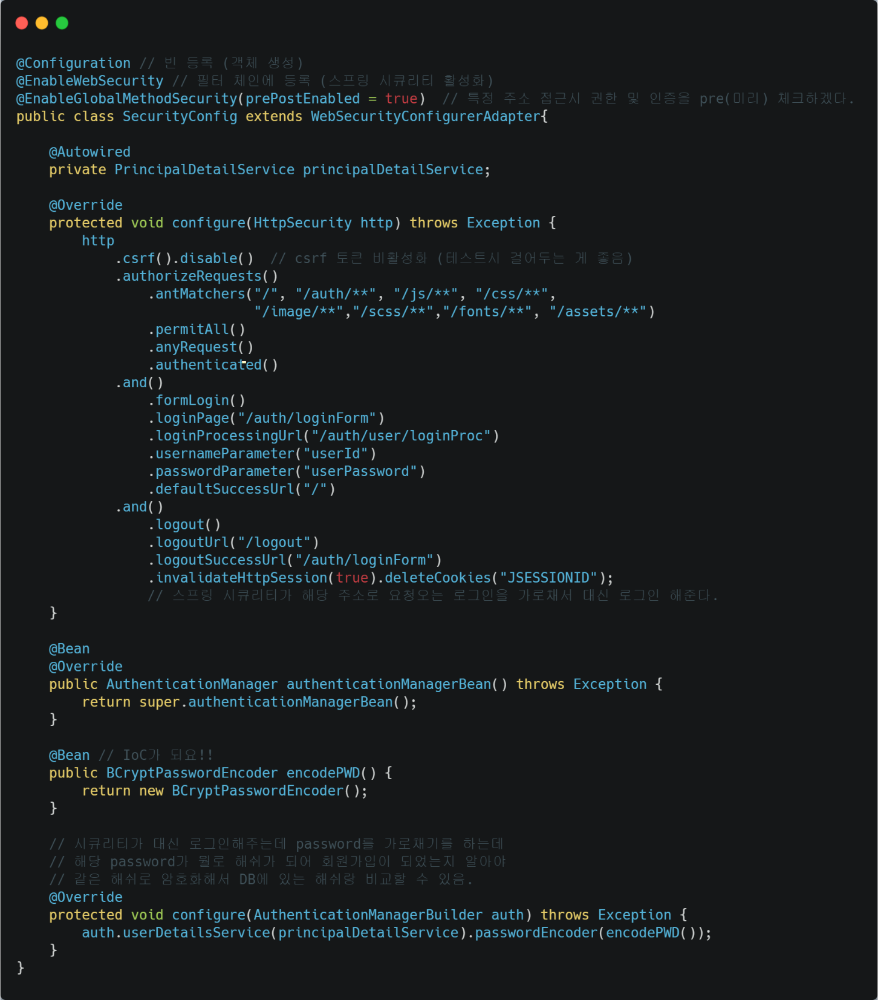 @Configuration // 빈 등록 (객체 생성)
@EnableWebSecurity // 필터 체인에 등록 (스프링 시큐리티 활성화)
@EnableGlobalMethodSecurity(prePostEnabled = true)  // 특정 주소 접근시 권한 및 인증을 pre(미리) 체크하겠다.
public class SecurityConfig extends WebSecurityConfigurerAdapter{
    @Autowired
    private PrincipalDetailService principalDetailService;
    @Override
    protected void configure(HttpSecurity http) throws Exception {
        http
            .csrf().disable()  // csrf 토큰 비활성화 (테스트시 걸어두는 게 좋음)
            .authorizeRequests()
                .antMatchers("/", "/auth/**", "/js/**", "/css/**",
                             "/image/**","/scss/**","/fonts/**", "/assets/**")
                .permitAll()
                .anyRequest()
                .authenticated()
            .and()
                .formLogin()
                .loginPage("/auth/loginForm")
                .loginProcessingUrl("/auth/user/loginProc")
                .usernameParameter("userId")
                .passwordParameter("userPassword")
                .defaultSuccessUrl("/")
            .and()
                .logout()
                .logoutUrl("/logout")
                .logoutSuccessUrl("/auth/loginForm")
                .invalidateHttpSession(true).deleteCookies("JSESSIONID");
                // 스프링 시큐리티가 해당 주소로 요청오는 로그인을 가로채서 대신 로그인 해준다.
    }
    @Bean
    @Override
    public AuthenticationManager authenticationManagerBean() throws Exception {
        return super.authenticationManagerBean();
    }
    @Bean // IoC가 되요!!
    public BCryptPasswordEncoder encodePWD() {
        return new BCryptPasswordEncoder();
    }
    // 시큐리티가 대신 로그인해주는데 password를 가로채기를 하는데
    // 해당 password가 뭘로 해쉬가 되어 회원가입이 되었는지 알아야
    // 같은 해쉬로 암호화해서 DB에 있는 해쉬랑 비교할 수 있음.
    @Override
    protected void configure(AuthenticationManagerBuilder auth) throws Exception {
        auth.userDetailsService(principalDetailService).passwordEncoder(encodePWD());
    }
}